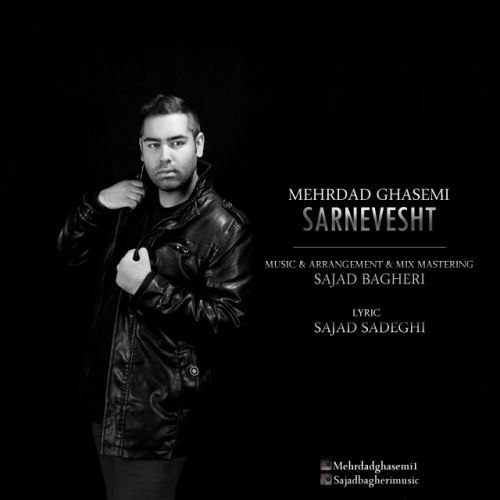 MEHRDAD GHASEMI
SARNEVESHT
MUSIC & ARRANGEMENT & MIX MASTERING
SAJAD BAGHERI
LYRIC
SAJAD SADEGHI
Mehrdadghasemi1
Sajadbagherimusic